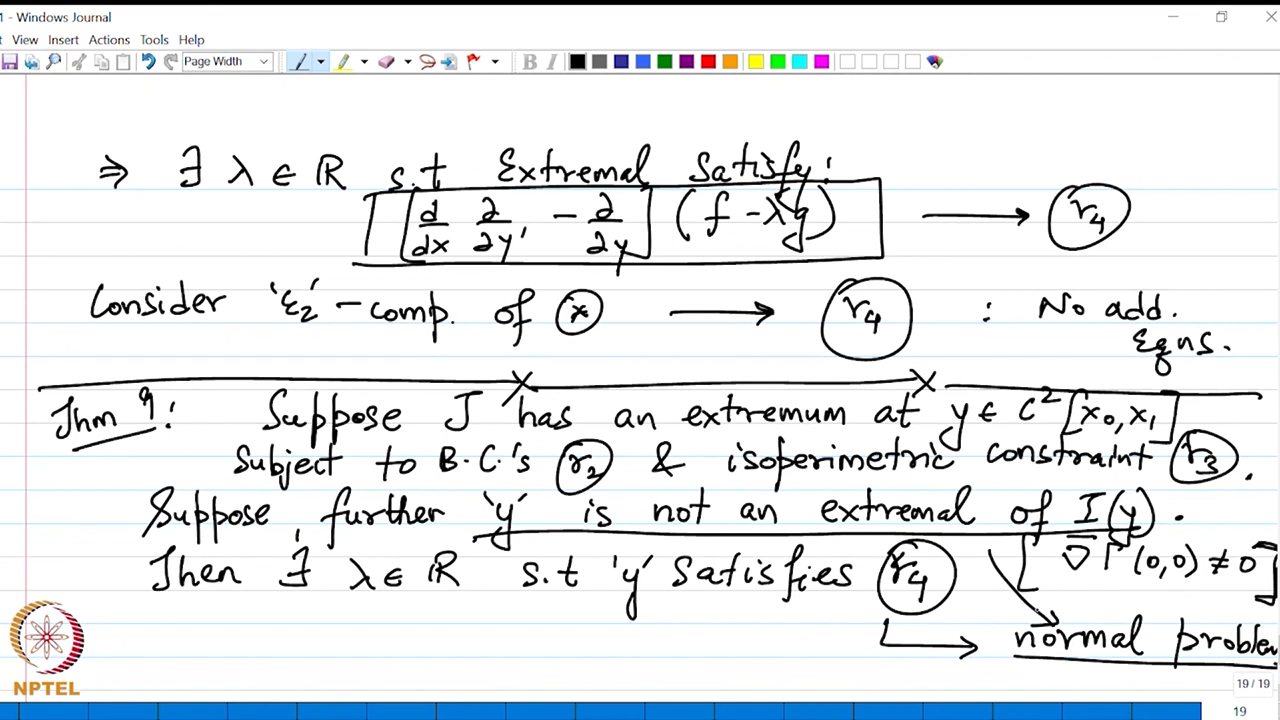 1 - Windows Journal
t View Insert Actions Tools Help
Page Width B I
⇒ ∃ λ ∈ ℝ s.t Extremal Satisfy:
[d/dx ∂/∂y' - ∂/∂y] (f - λg) → r₄
Consider 'ε₂' - comp. of * → r₄ : No add. Eqns.
Thm 9: Suppose J has an extremum at y ∈ C² [x₀, x₁]
Subject to B.C.'s r₂ & isoperimetric constraint r₃.
Suppose further 'y' is not an extremal of I(y).
[∇Γ (0,0) ≠ 0]
Then ∃ λ ∈ ℝ s.t 'y' satisfies r₄
→ normal problem
NPTEL
19 / 19
19